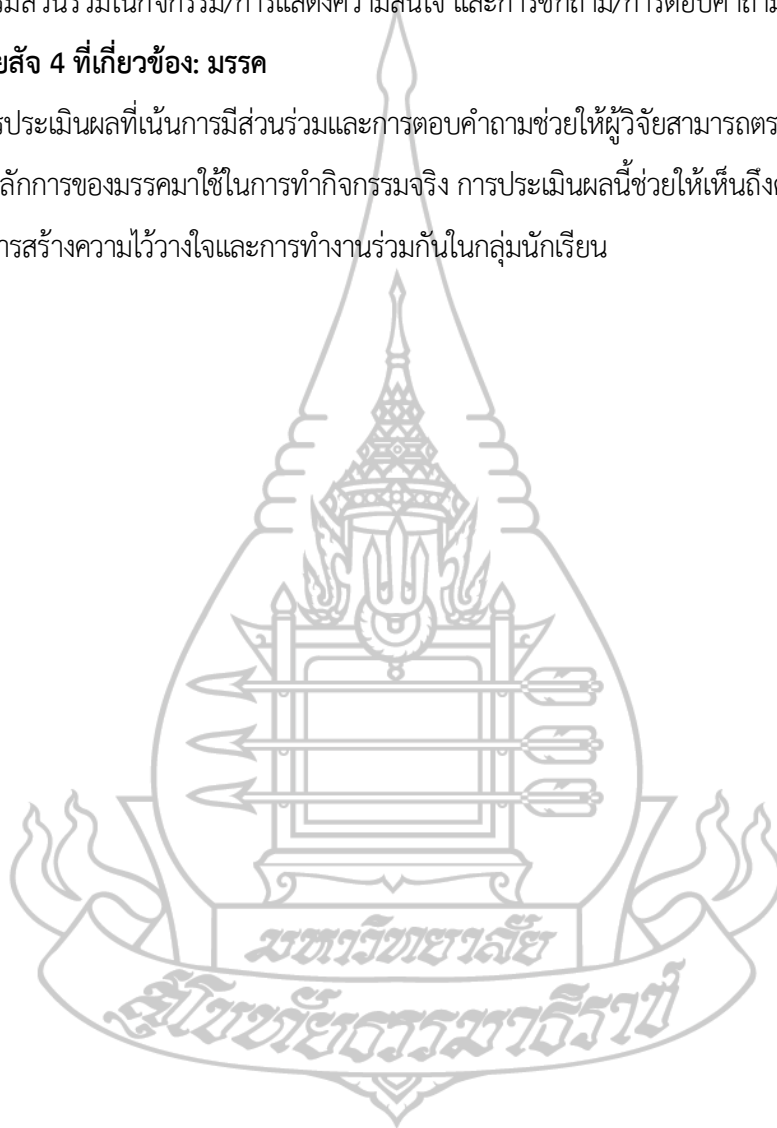 รมีส่วนร่วมในกิจกรรม/การแสดงความสนใจ และการซักถาม/การตอบคำถาม
ยสัจ 4 ที่เกี่ยวข้อง: มรรค
รประเมินผลที่เน้นการมีส่วนร่วมและการตอบคำถามช่วยให้ผู้วิจัยสามารถตร
ลักการของมรรคมาใช้ในการทำกิจกรรมจริง การประเมินผลนี้ช่วยให้เห็นถึง
ารสร้างความไว้วางใจและการทำงานร่วมกันในกลุ่มนักเรียน
มหาวิทยาลัย
สุโขทัยธรรมาธิราช